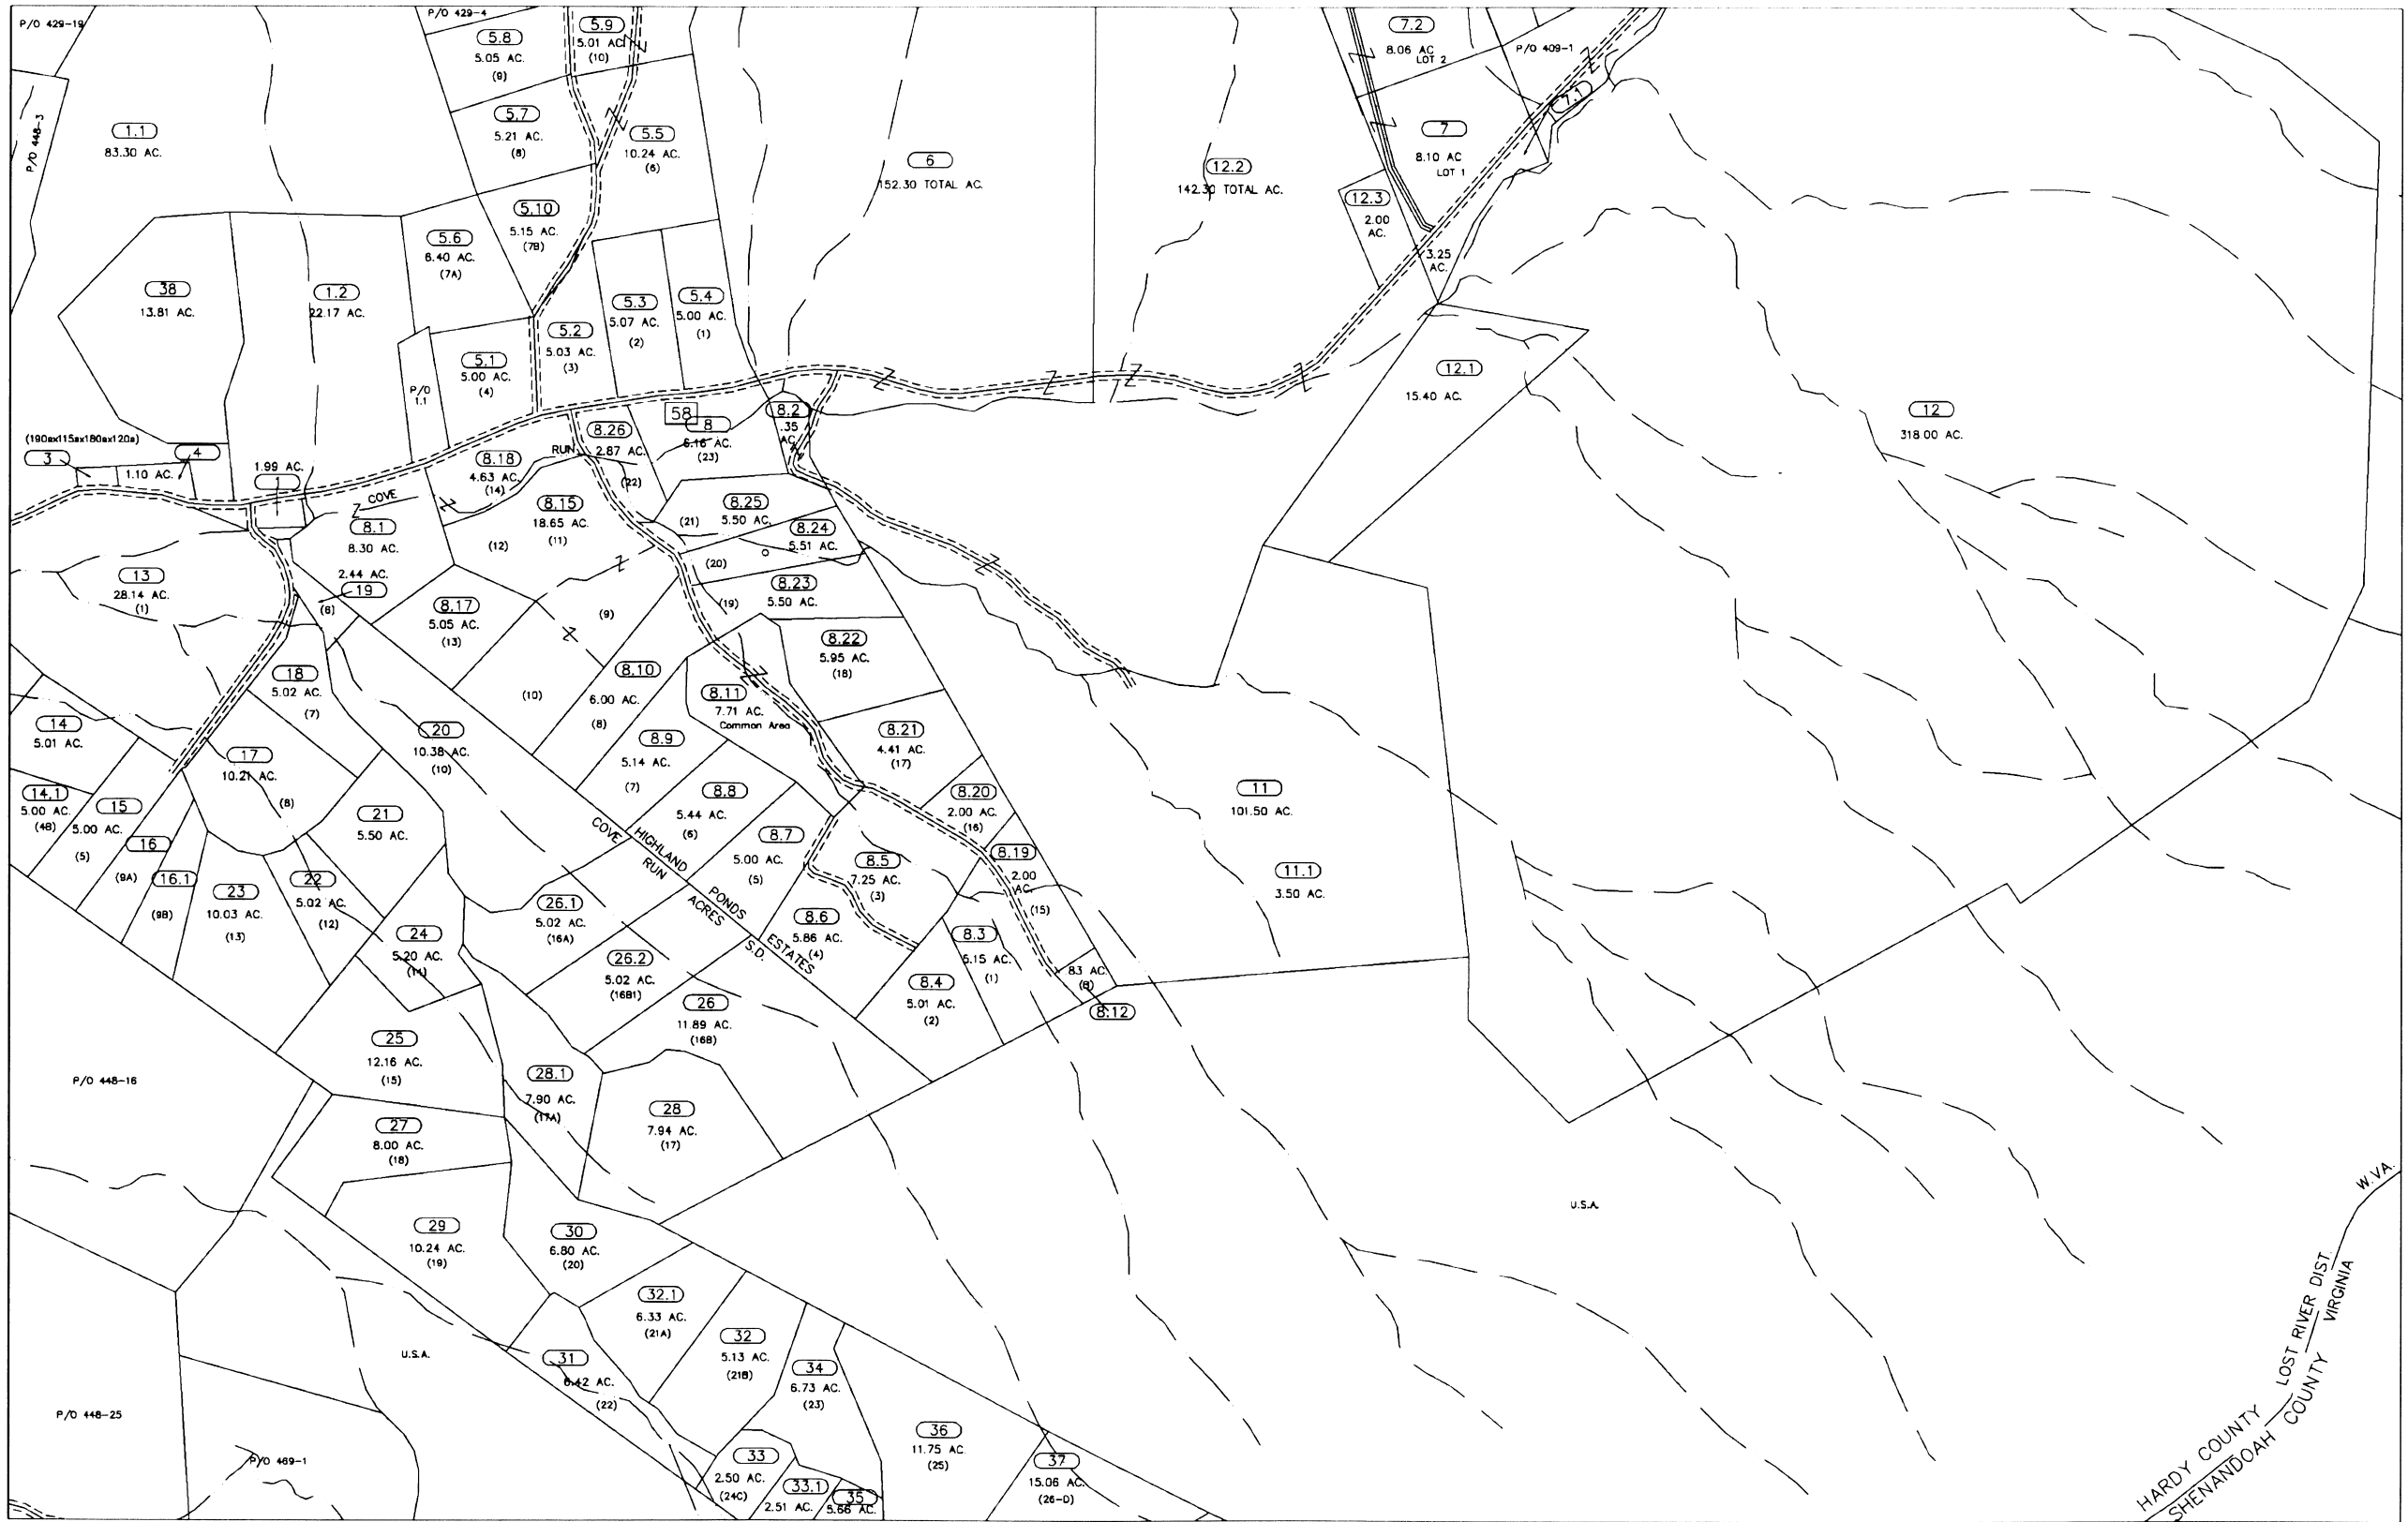 P/O 429-19
P/O 429-4
5.8
5.05 AC.
(9)
5.9
5.01 AC.
(10)
7.2
8.06 AC
LOT 2
P/O 409-1
7.1
P/O 448-3
1.1
83.30 AC.
5.7
5.21 AC.
(8)
5.5
10.24 AC.
(6)
6
152.30 TOTAL AC.
12.2
142.30 TOTAL AC.
7
8.10 AC
LOT 1
12.3
2.00
AC.
3.25
AC.
5.10
5.15 AC.
(7B)
5.6
6.40 AC.
(7A)
38
13.81 AC.
1.2
22.17 AC.
5.3
5.07 AC.
(2)
5.4
5.00 AC.
(1)
5.2
5.03 AC.
(3)
5.1
5.00 AC.
(4)
P/O
1.1
12.1
15.40 AC.
12
318.00 AC.
58
8
6.16 AC.
(23)
8.2
.35
AC.
8.26
2.87 AC.
(22)
(190sx115sx180sx120s)
3
4
1.10 AC.
1.99 AC.
1
RUN
8.18
4.63 AC.
(14)
COVE
8.1
8.30 AC.
8.15
18.65 AC.
(11)
(12)
8.25
5.50 AC.
(21)
8.24
5.51 AC.
(20)
8.23
5.50 AC.
(19)
13
28.14 AC.
(1)
2.44 AC.
19
(6)
8.17
5.05 AC.
(13)
(9)
(10)
8.10
6.00 AC.
(8)
8.22
5.95 AC.
(18)
8.11
7.71 AC.
Common Area
18
5.02 AC.
(7)
14
5.01 AC.
20
10.38 AC.
(10)
8.9
5.14 AC.
(7)
8.21
4.41 AC.
(17)
17
10.21 AC.
(8)
14.1
5.00 AC.
(4B)
15
5.00 AC.
(5)
21
5.50 AC.
8.8
5.44 AC.
(6)
8.20
2.00 AC.
(16)
11
101.50 AC.
16
(9A)
16.1
(9B)
COVE
RUN
ACRES
S.D.
HIGHLAND
PONDS
ESTATES
8.7
5.00 AC.
(5)
8.5
7.25 AC.
(3)
8.19
2.00
AC.
(15)
11.1
3.50 AC.
23
10.03 AC.
(13)
22
5.02 AC.
(12)
26.1
5.02 AC.
(16A)
8.6
5.86 AC.
(4)
24
5.20 AC.
(14)
8.3
5.15 AC.
(1)
26.2
5.02 AC.
(16B1)
8.4
5.01 AC.
(2)
.83 AC.
(B)
8.12
26
11.89 AC.
(16B)
25
12.16 AC.
(15)
28.1
7.90 AC.
(17A)
P/O 448-16
28
7.94 AC.
(17)
27
8.00 AC.
(18)
U.S.A.
29
10.24 AC.
(19)
30
6.80 AC.
(20)
32.1
6.33 AC.
(21A)
32
5.13 AC.
(21B)
U.S.A.
31
6.42 AC.
(22)
34
6.73 AC.
(23)
P/O 448-25
P/O 469-1
36
11.75 AC
(25)
33
2.50 AC.
(24C)
33.1
2.51 AC.
35
5.66 AC.
37
15.06 AC.
(26-D)
W.VA.
LOST RIVER DIST.
VIRGINIA
HARDY COUNTY
SHENANDOAH COUNTY